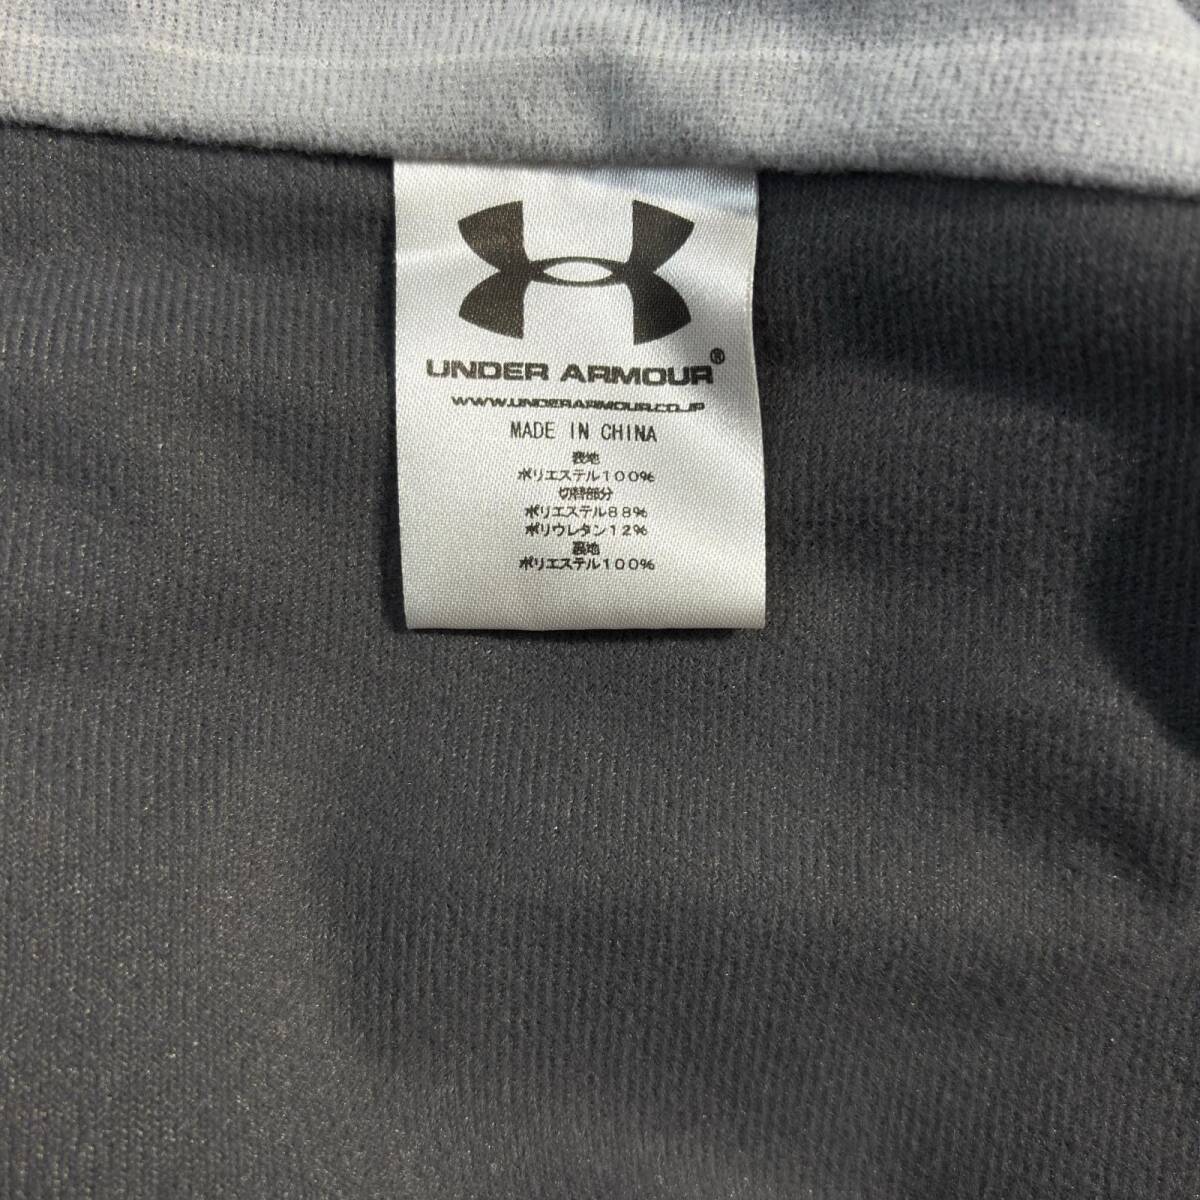 UNDER ARMOUR®
WWW.UNDERARMOUR.CO.JP
MADE IN CHINA
表地
ポリエステル100%
切替部分
ポリエステル88%
ポリウレタン12%
裏地
ポリエステル100%